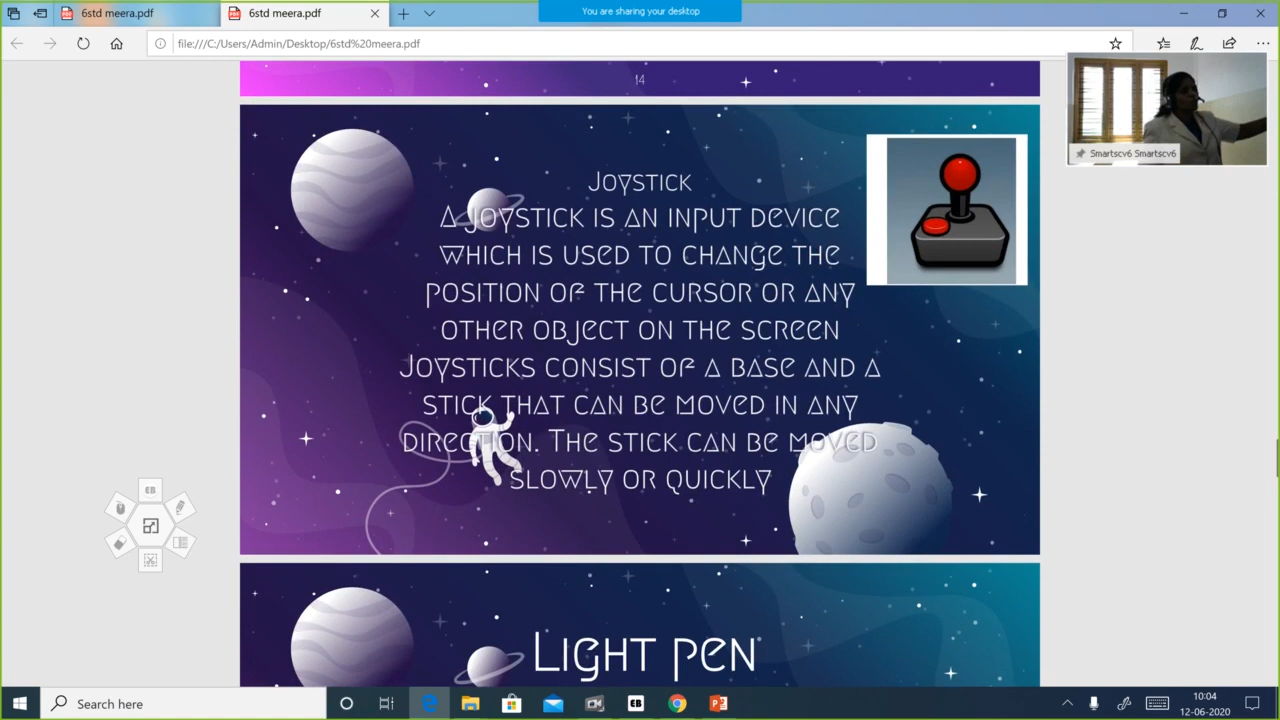 6std meera.pdf
6std meera.pdf
You are sharing your desktop
file:///C:/Users/Admin/Desktop/6std%20meera.pdf
14
Smartscv6 Smartscv6
Joystick
A joystick is an input device
which is used to change the
position of the cursor or any
other object on the screen
Joysticks consist of a base and a
stick that can be moved in any
direction. The stick can be moved
slowly or quickly
EB
Light pen
Search here
EB
10:04
12-06-2020